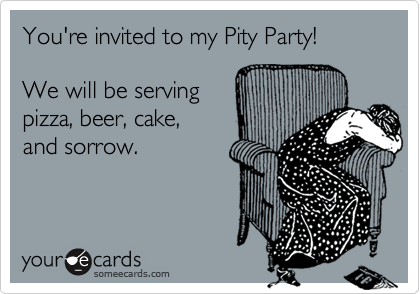 You're invited to my Pity Party!
We will be serving
pizza, beer, cake,
and sorrow.
your e cards
someecards.com